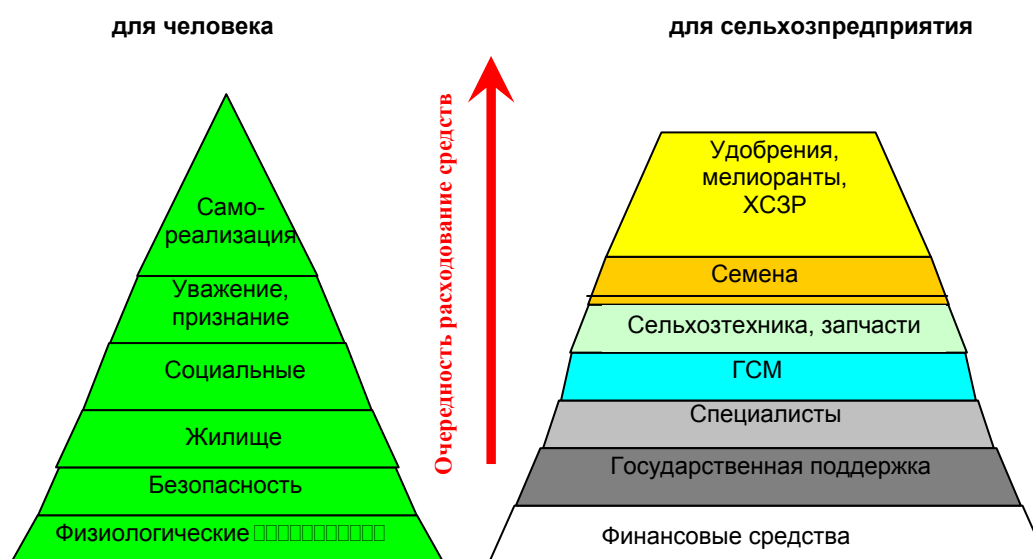 для человека
для сельхозпредприятия
Очередность расходование средств
Само-
реализация
Уважение,
признание
Социальные
Жилище
Безопасность
Физиологические
Удобрения,
мелиоранты,
ХСЗР
Семена
Сельхозтехника, запчасти
ГСМ
Специалисты
Государственная поддержка
Финансовые средства